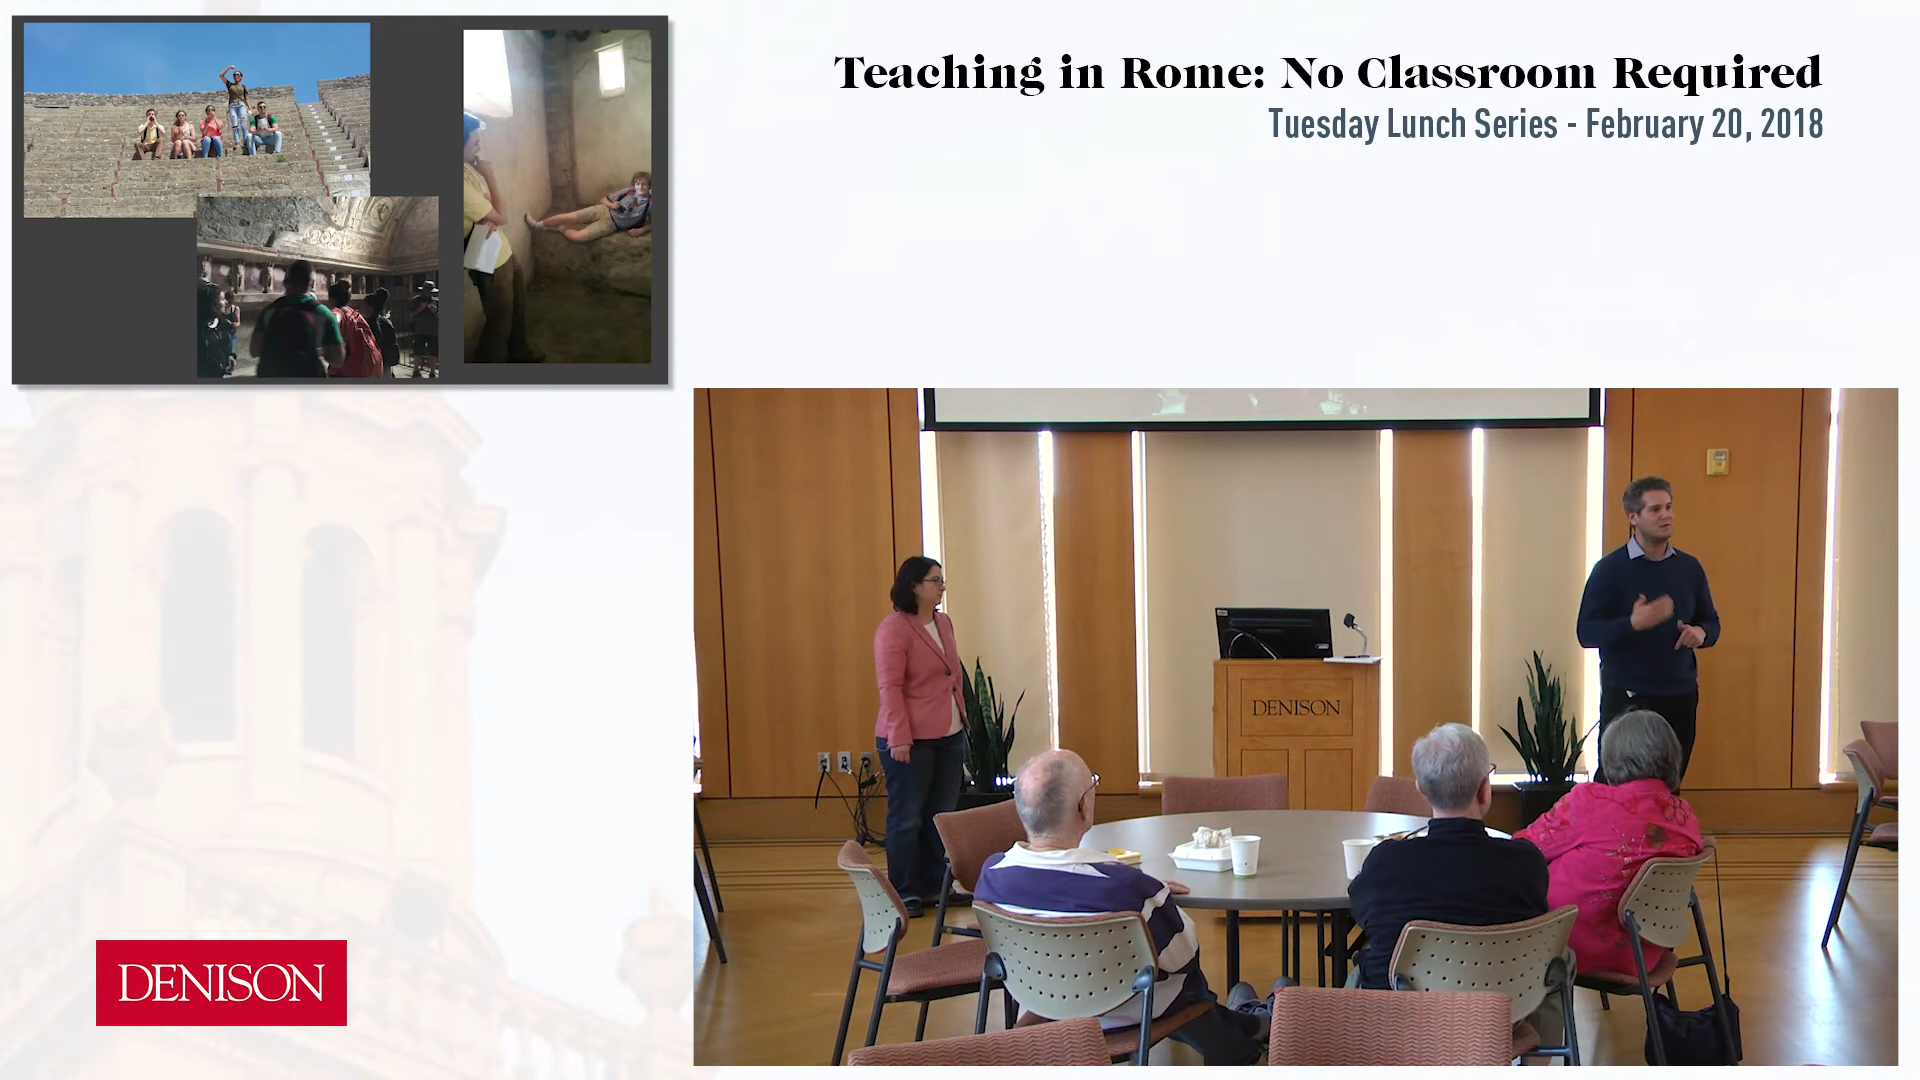 Teaching in Rome: No Classroom Required
Tuesday Lunch Series - February 20, 2018
DENISON
DENISON